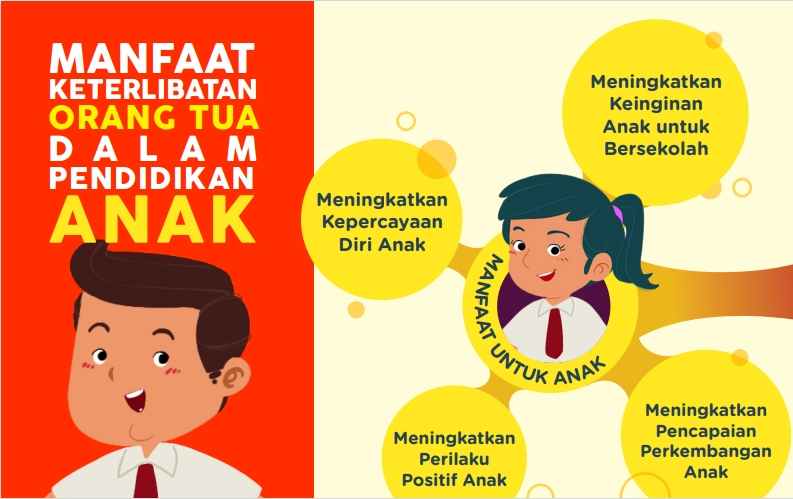 MANFAAT
KETERLIBATAN
ORANG TUA
DALAM
PENDIDIKAN
ANAK
Meningkatkan
Kepercayaan
Diri Anak
Meningkatkan
Keinginan
Anak untuk
Bersekolah
MANFAAT UNTUK ANAK
Meningkatkan
Perilaku
Positif Anak
Meningkatkan
Pencapaian
Perkembangan
Anak